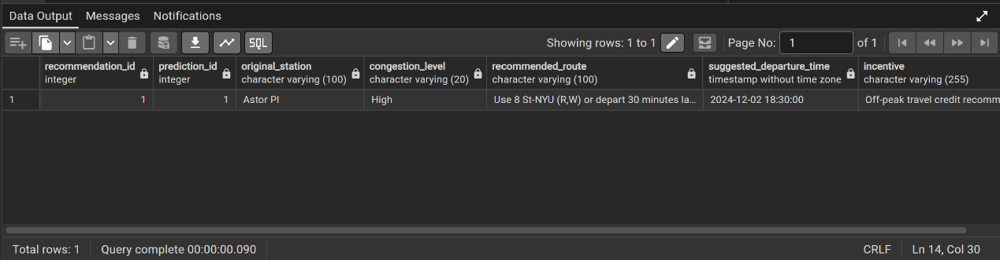 Data Output Messages Notifications
SQL Showing rows: 1 to 1 Page No: 1 of 1
recommendation_id prediction_id original_station congestion_level recommended_route suggested_departure_time incentive
integer integer character varying (100) character varying (20) character varying (100) timestamp without time zone character varying (255)
1 1 1 Astor Pl High Use 8 St-NYU (R,W) or depart 30 minutes la... 2024-12-02 18:30:00 Off-peak travel credit recomm
Total rows: 1 Query complete 00:00:00.090 CRLF Ln 14, Col 30